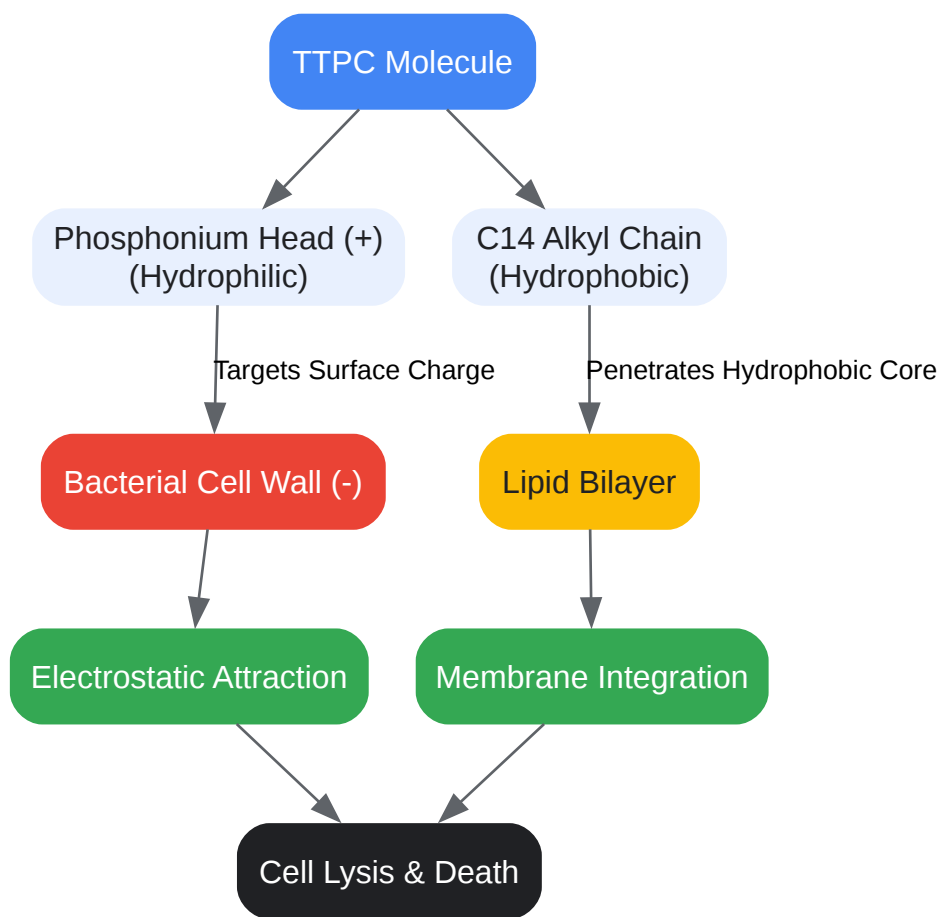 TTPC Molecule
Phosphonium Head (+)
(Hydrophilic)
C14 Alkyl Chain
(Hydrophobic)
Targets Surface Charge
Penetrates Hydrophobic Core
Bacterial Cell Wall (-)
Lipid Bilayer
Electrostatic Attraction
Membrane Integration
Cell Lysis & Death